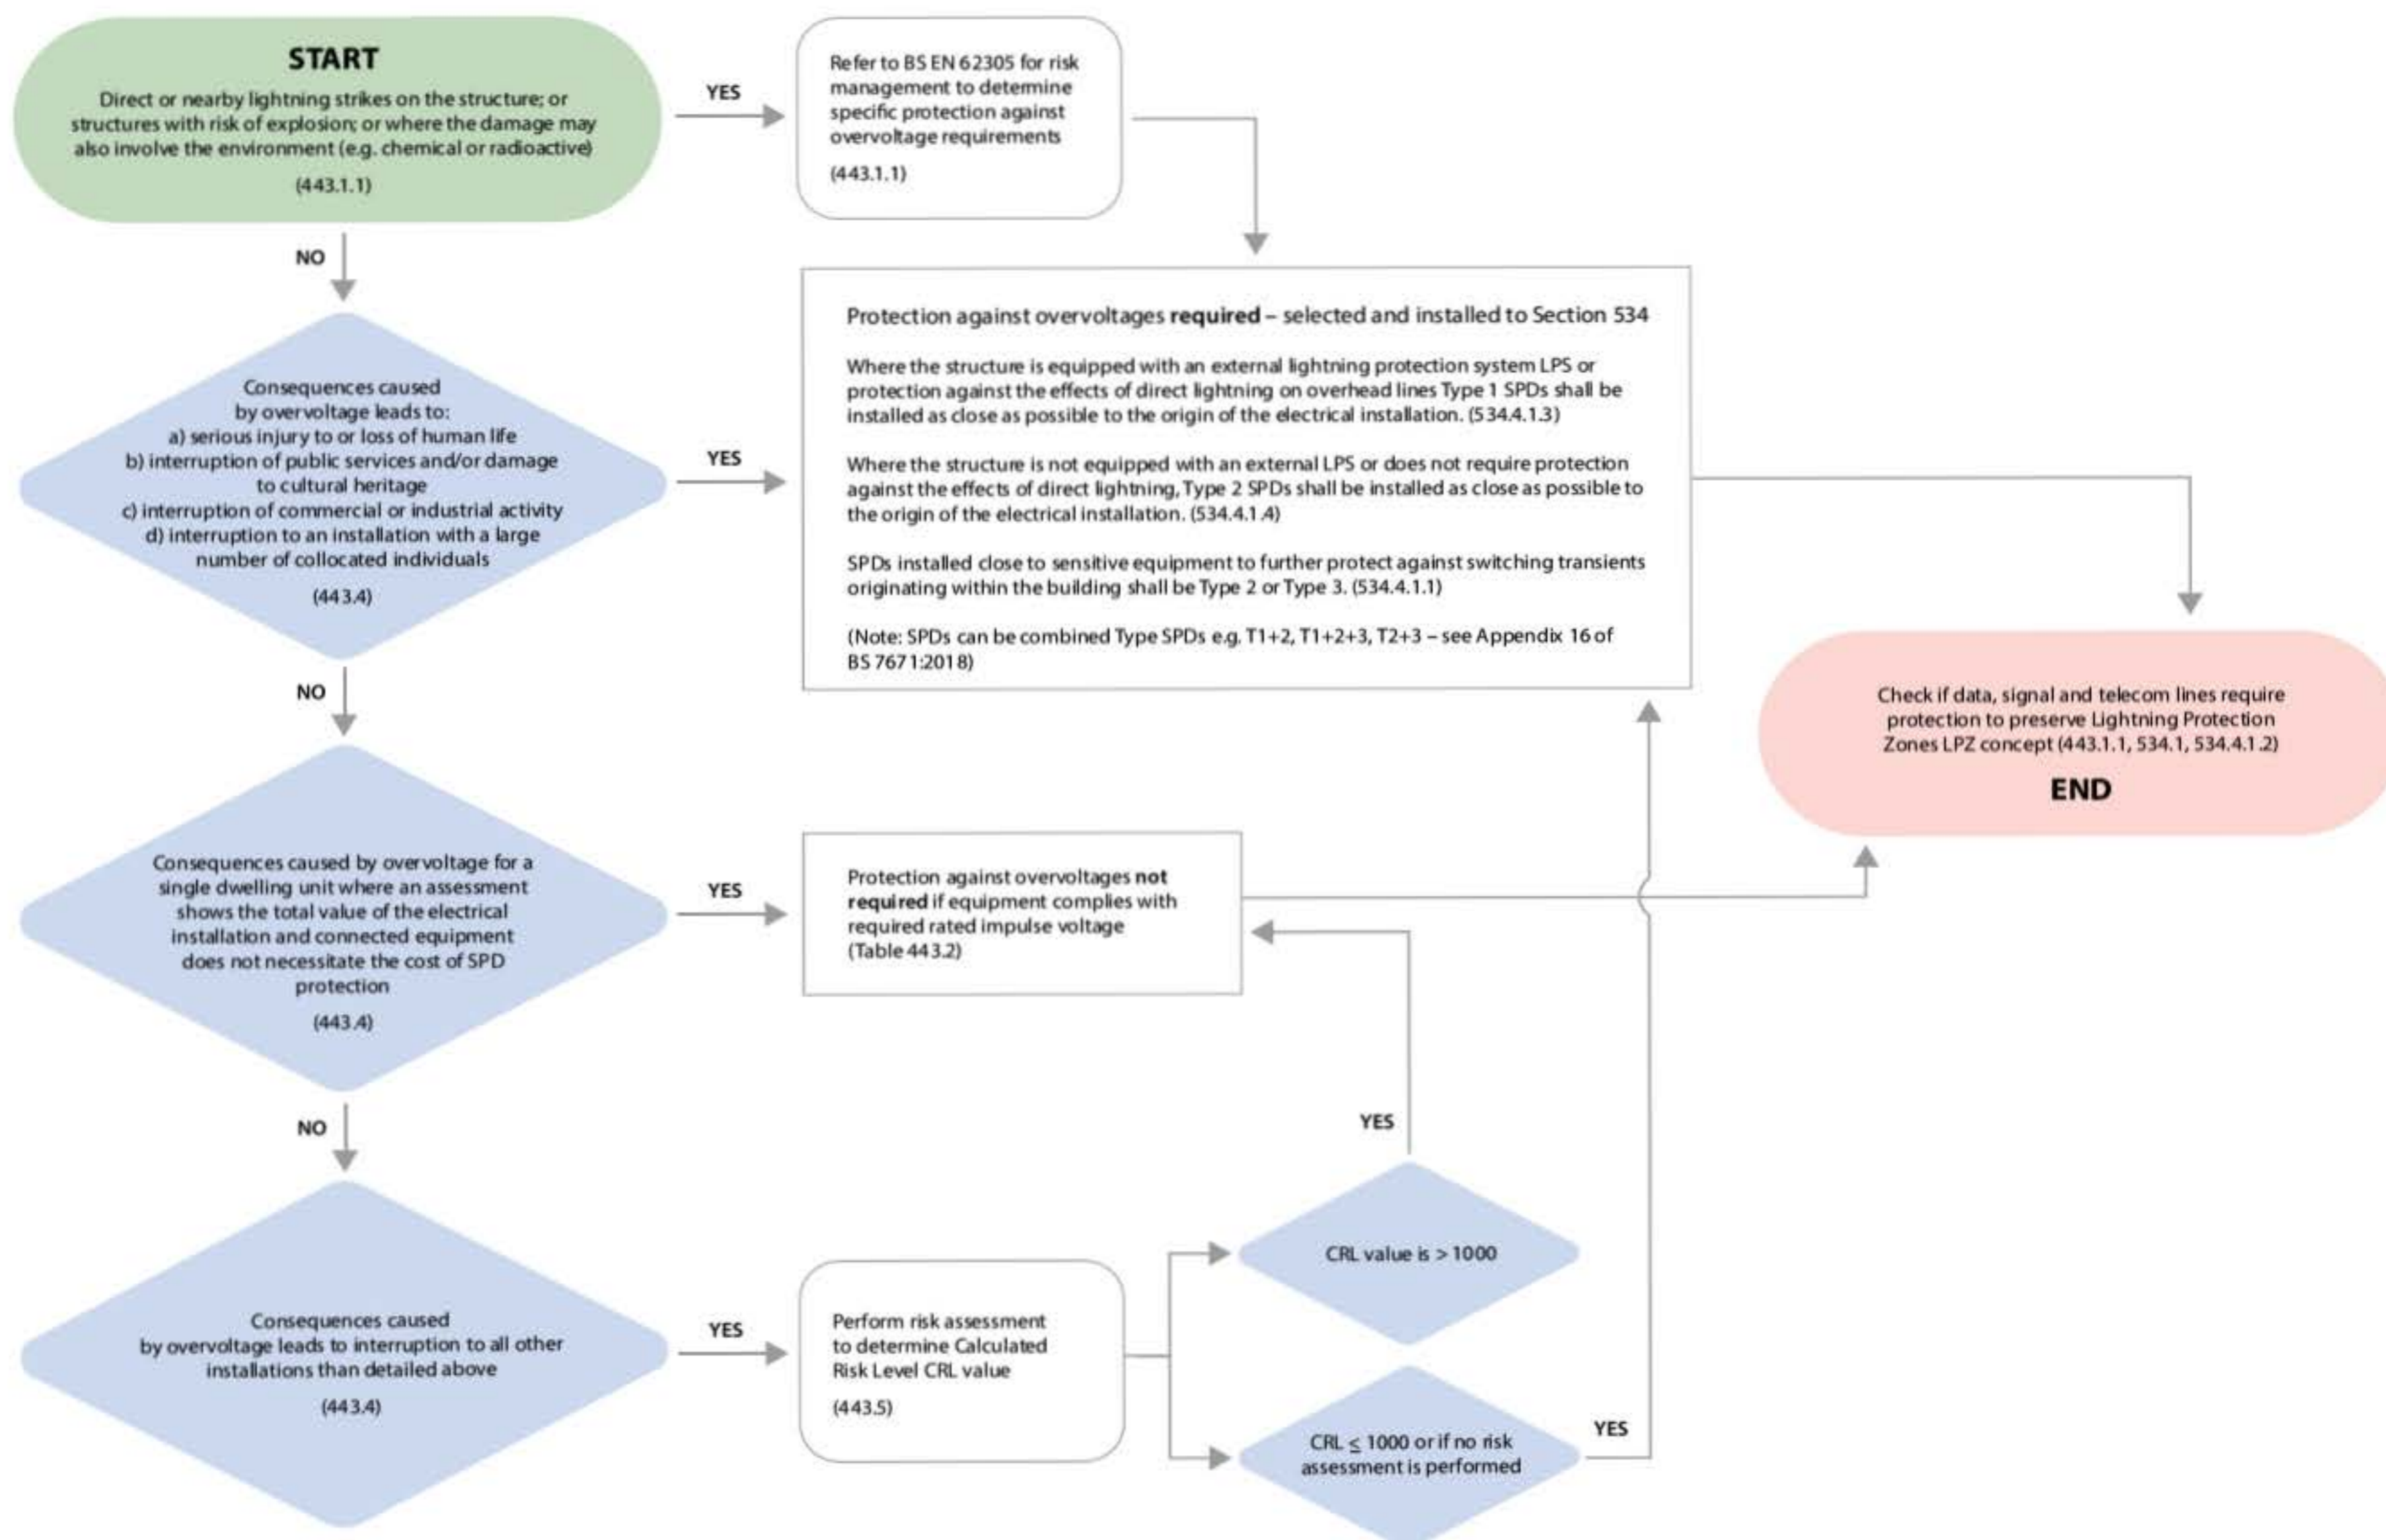 START
Direct or nearby lightning strikes on the structure; or
structures with risk of explosion; or where the damage may
also involve the environment (e.g. chemical or radioactive)
(443.1.1)
YES
Refer to BS EN 62305 for risk
management to determine
specific protection against
overvoltage requirements
(443.1.1)
NO
Consequences caused
by overvoltage leads to:
a) serious injury to or loss of human life
b) interruption of public services and/or damage
to cultural heritage
c) interruption of commercial or industrial activity
d) interruption to an installation with a large
number of collocated individuals
(443.4)
YES
Protection against overvoltages required – selected and installed to Section 534
Where the structure is equipped with an external lightning protection system LPS or
protection against the effects of direct lightning on overhead lines Type 1 SPDs shall be
installed as close as possible to the origin of the electrical installation. (534.4.1.3)
Where the structure is not equipped with an external LPS or does not require protection
against the effects of direct lightning, Type 2 SPDs shall be installed as close as possible to
the origin of the electrical installation. (534.4.1.4)
SPDs installed close to sensitive equipment to further protect against switching transients
originating within the building shall be Type 2 or Type 3. (534.4.1.1)
(Note: SPDs can be combined Type SPDs e.g. T1+2, T1+2+3, T2+3 – see Appendix 16 of
BS 7671:2018)
Check if data, signal and telecom lines require
protection to preserve Lightning Protection
Zones LPZ concept (443.1.1, 534.1, 534.4.1.2)
END
NO
Consequences caused by overvoltage for a
single dwelling unit where an assessment
shows the total value of the electrical
installation and connected equipment
does not necessitate the cost of SPD
protection
(443.4)
YES
Protection against overvoltages not
required if equipment complies with
required rated impulse voltage
(Table 443.2)
NO
YES
Consequences caused
by overvoltage leads to interruption to all other
installations than detailed above
(443.4)
YES
Perform risk assessment
to determine Calculated
Risk Level CRL value
(443.5)
CRL value is > 1000
CRL ≤ 1000 or if no risk
assessment is performed
YES